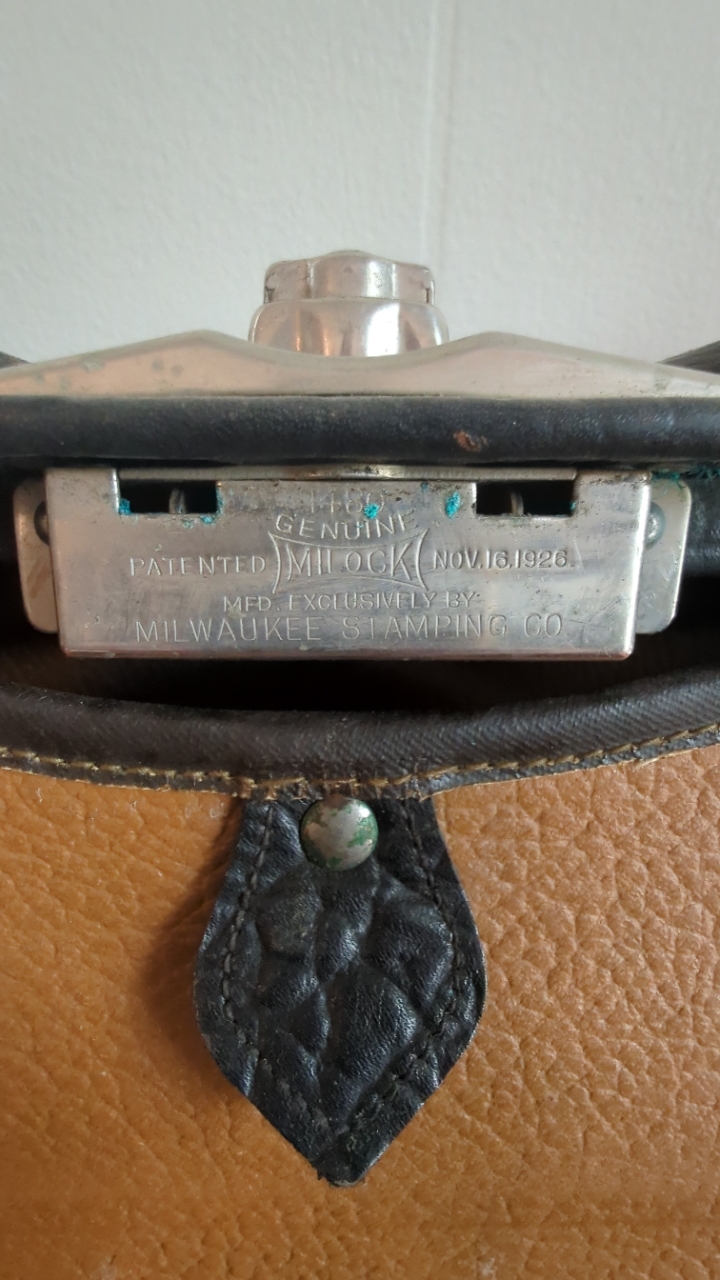 1480
GENUINE
PATENTED MILOCK NOV.16.1926.
MFD. EXCLUSIVELY BY
MILWAUKEE STAMPING CO